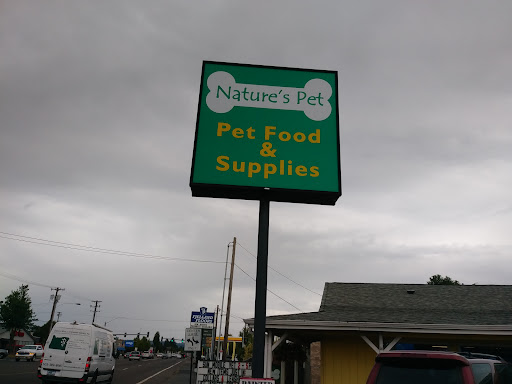 Nature's Pet
Pet Food
&
Supplies